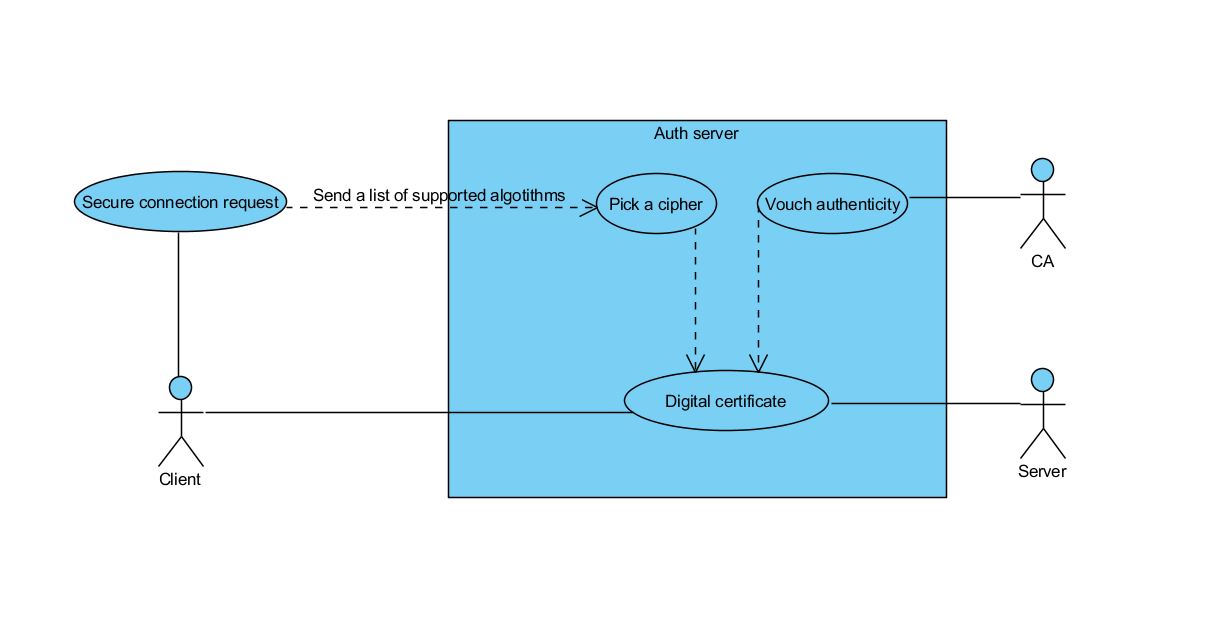 Auth server
Secure connection request
Send a list of supported algotithms
Pick a cipher
Vouch authenticity
CA
Digital certificate
Client
Server